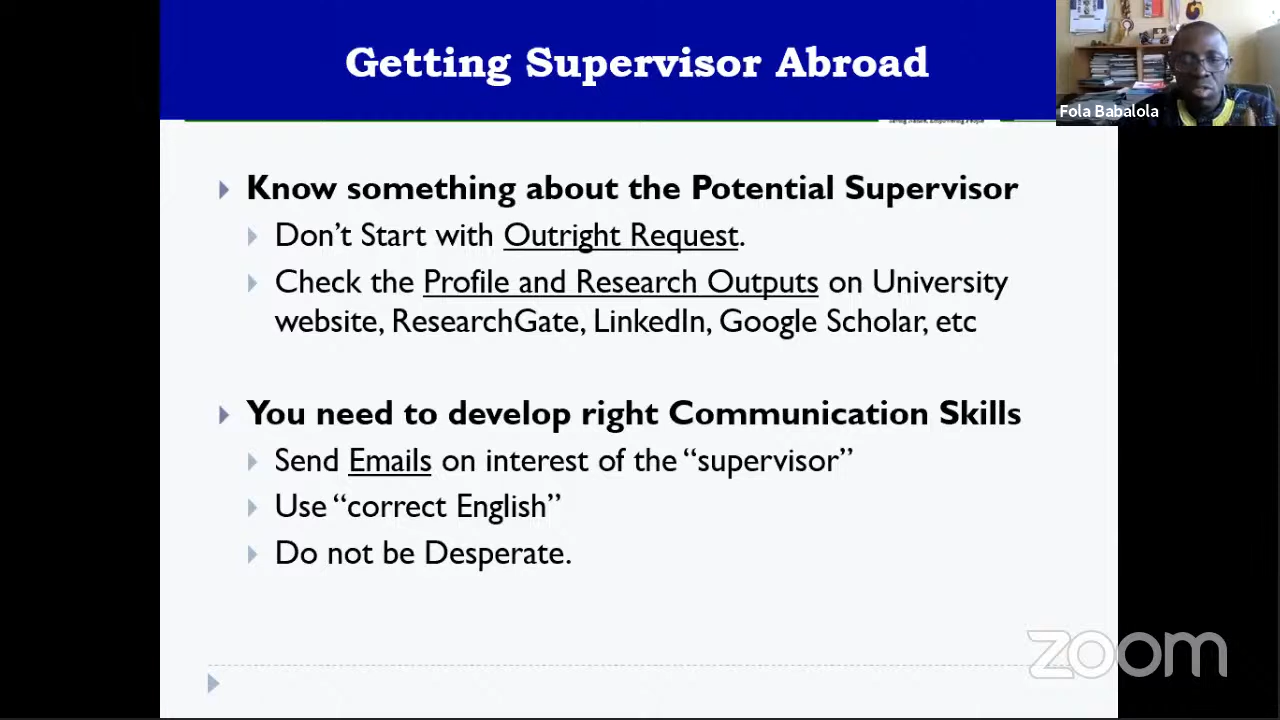 Getting Supervisor Abroad
Fola Babalola
Know something about the Potential Supervisor
Don’t Start with Outright Request.
Check the Profile and Research Outputs on University
website, ResearchGate, LinkedIn, Google Scholar, etc
You need to develop right Communication Skills
Send Emails on interest of the “supervisor”
Use “correct English”
Do not be Desperate.
zoom